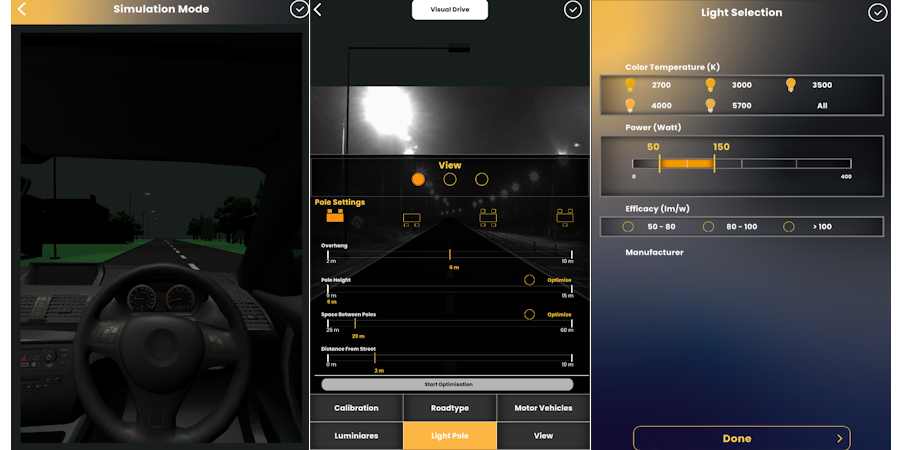 Simulation Mode
Visual Drive
View
Pole Settings
Overhang
2 m
6 m
10 m
Pole Height
Optimise
9 m
9 m
15 m
Space Between Poles
Optimise
25 m
29 m
60 m
Distance From Street
0 m
2 m
10 m
Start Optimisation
Calibration Roadtype Motor Vehicles
Luminiares Light Pole View
Light Selection
Color Temperature (K)
2700 3000 3500
4000 5700 All
Power (Watt)
50 150
0 400
Efficacy (lm/w)
50 - 80 80 - 100 > 100
Manufacturer
Done